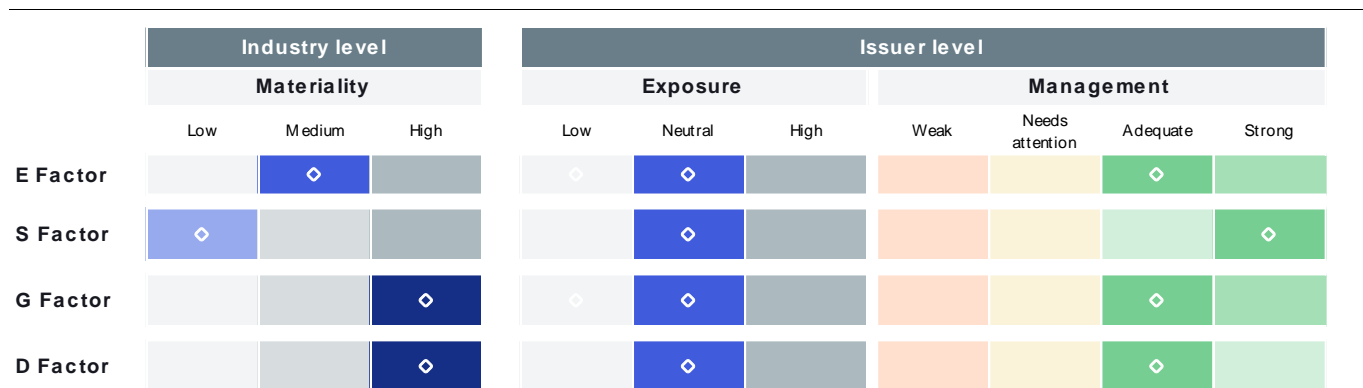 Industry level Issuer level
Materiality Exposure Management
Low Medium High Low Neutral High Weak Needs attention Adequate Strong
E Factor
S Factor
G Factor
D Factor